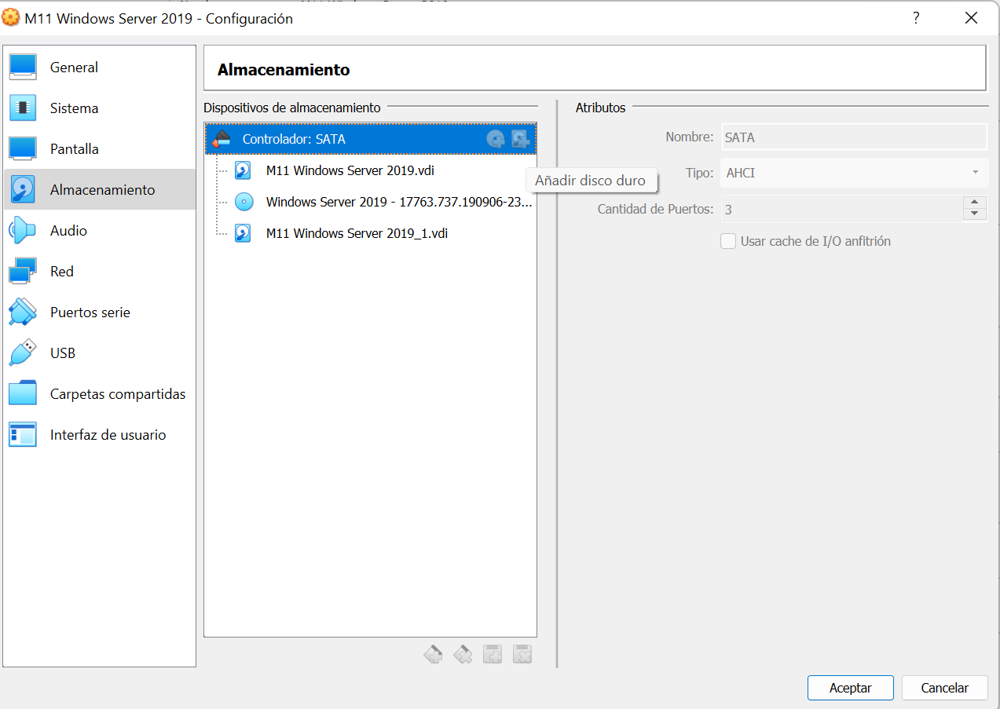 M11 Windows Server 2019 - Configuración
?
General
Sistema
Pantalla
Almacenamiento
Audio
Red
Puertos serie
USB
Carpetas compartidas
Interfaz de usuario
Almacenamiento
Dispositivos de almacenamiento
Controlador: SATA
M11 Windows Server 2019.vdi
Windows Server 2019 - 17763.737.190906-23...
M11 Windows Server 2019_1.vdi
Añadir disco duro
Atributos
Nombre: SATA
Tipo: AHCI
Cantidad de Puertos: 3
Usar cache de I/O anfitrión
Aceptar
Cancelar